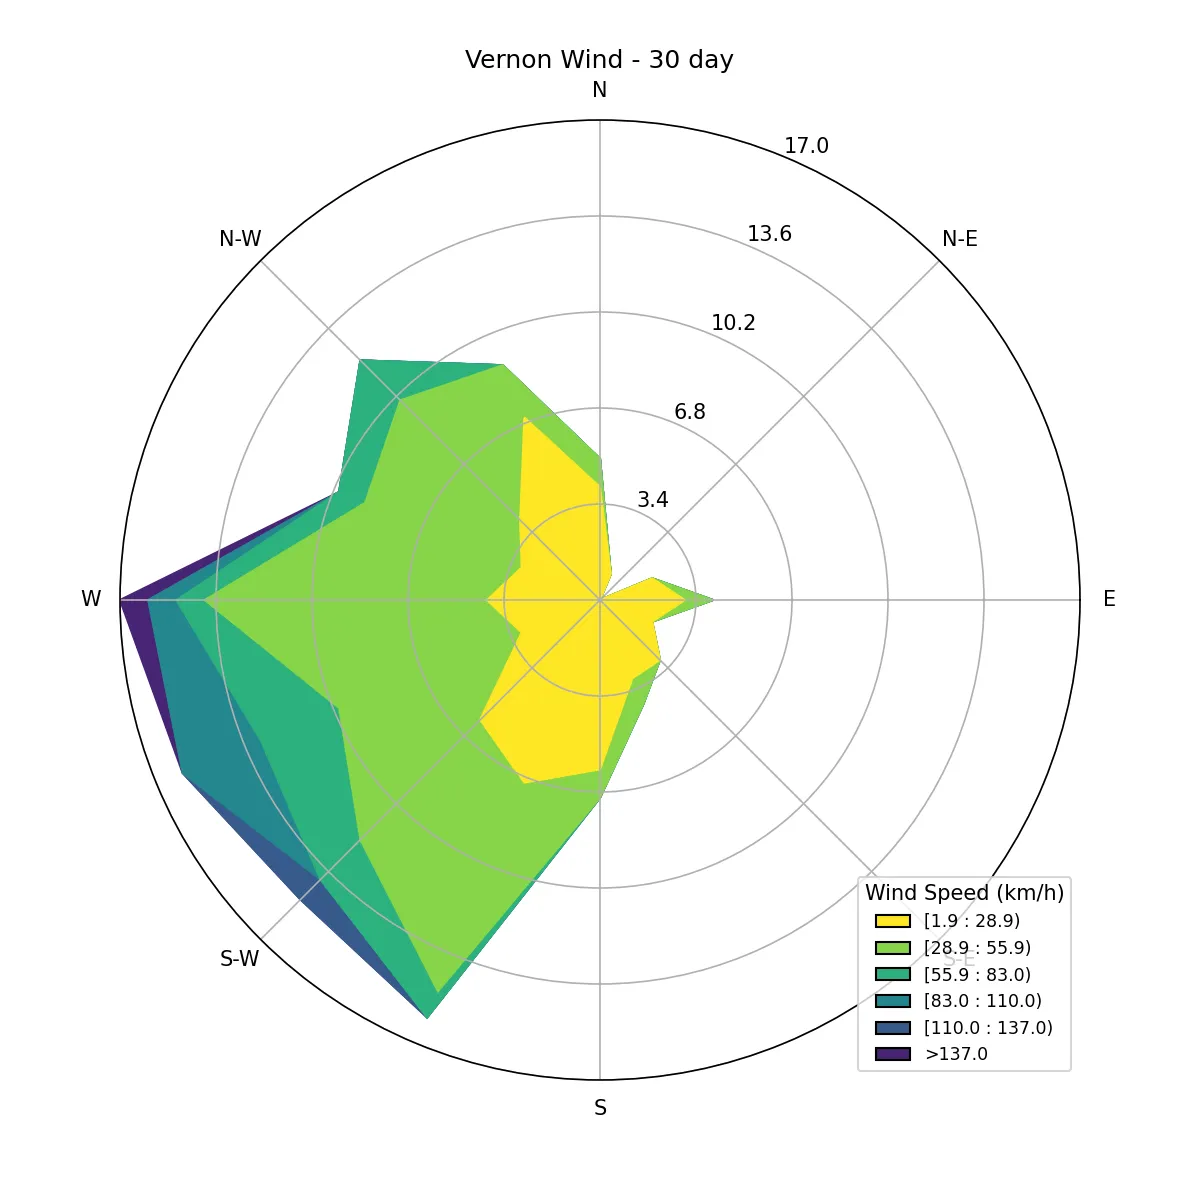 Vernon Wind - 30 day
N
17.0
N-W
13.6
N-E
10.2
6.8
3.4
W
E
S-W
S-E
S
Wind Speed (km/h)
[1.9 : 28.9)
[28.9 : 55.9)
[55.9 : 83.0)
[83.0 : 110.0)
[110.0 : 137.0)
>137.0